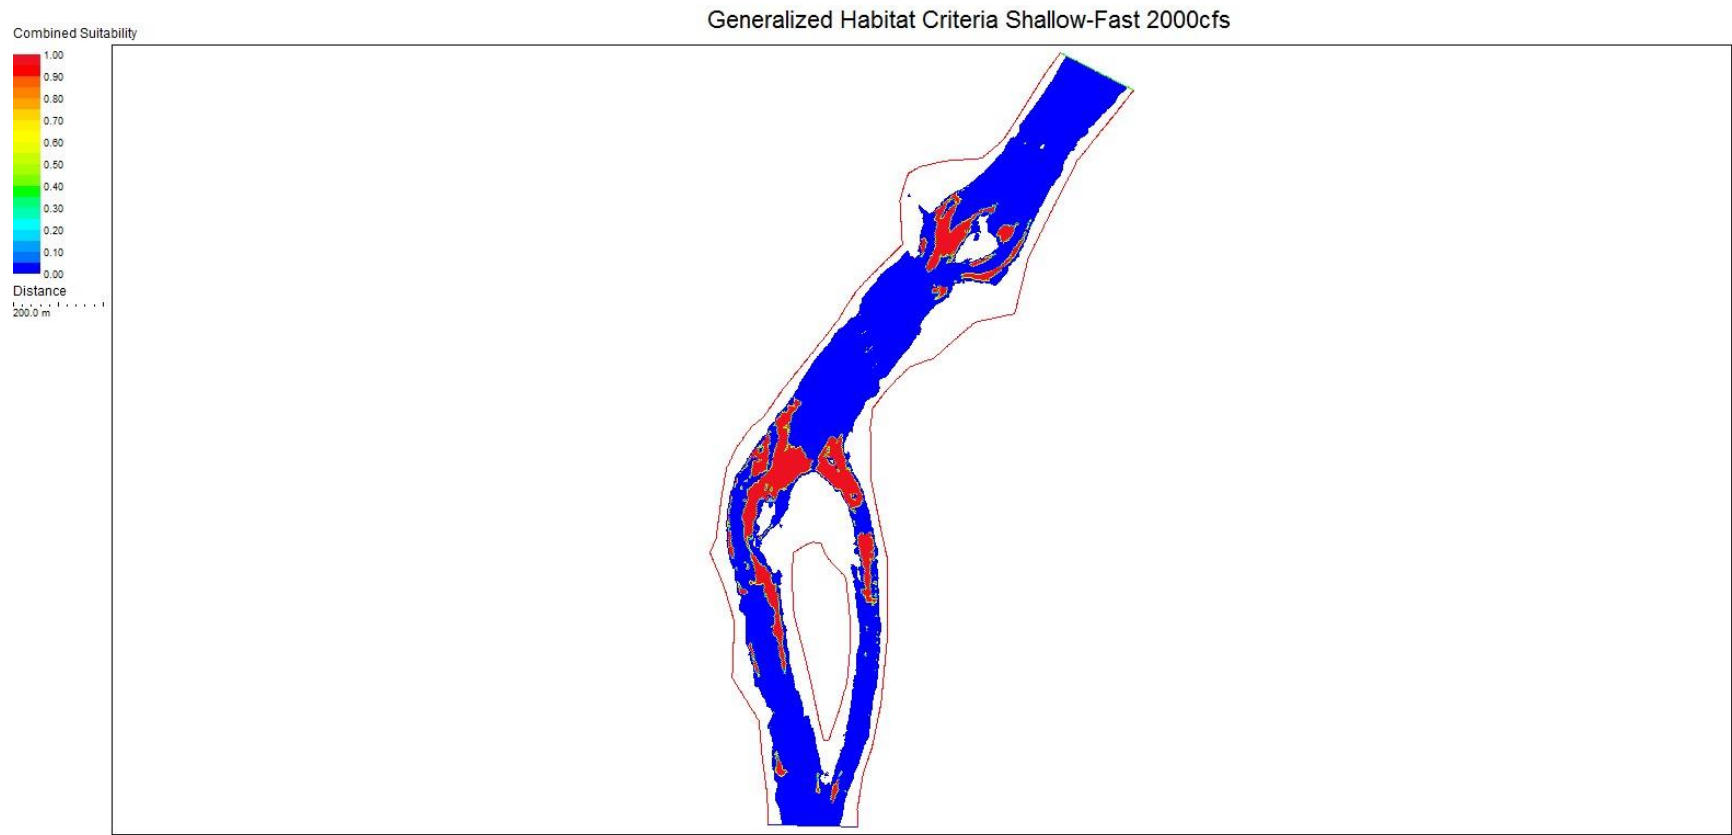 Generalized Habitat Criteria Shallow-Fast 2000cfs
Combined Suitability
1.00
0.90
0.80
0.70
0.60
0.50
0.40
0.30
0.20
0.10
0.00
Distance
200.0 m